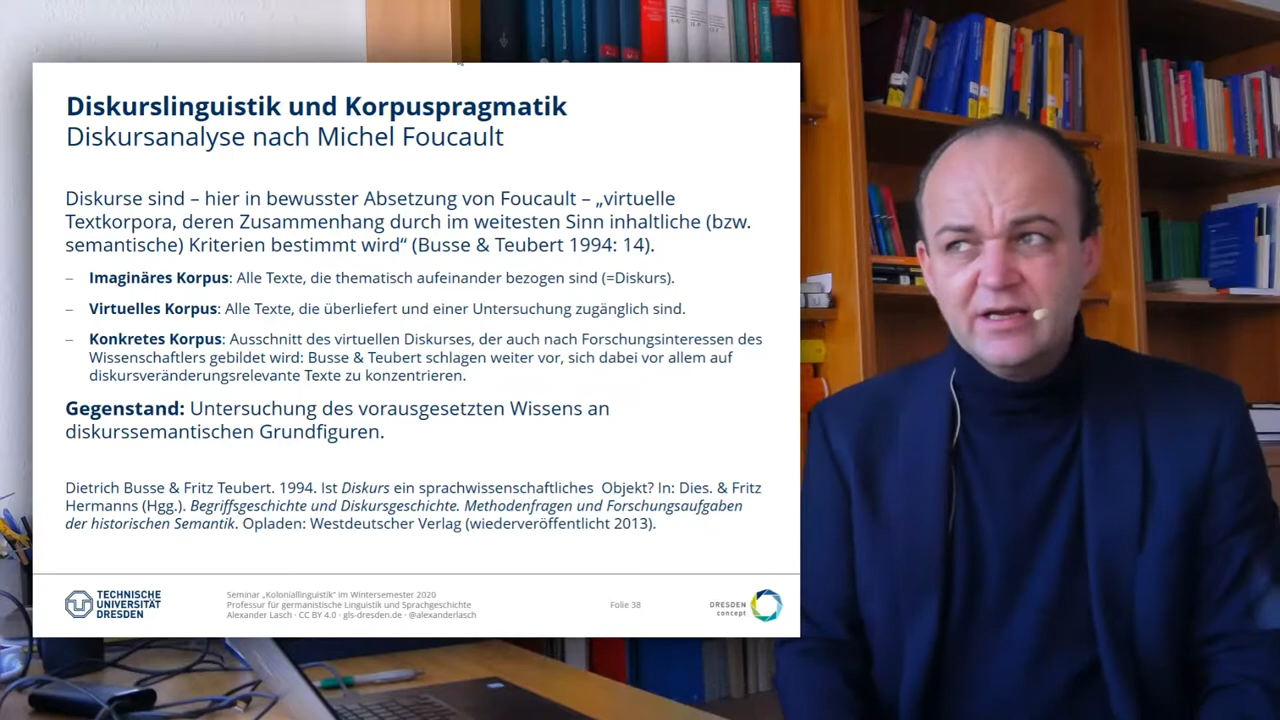 Diskurslinguistik und Korpuspragmatik
Diskursanalyse nach Michel Foucault
Diskurse sind – hier in bewusster Absetzung von Foucault – „virtuelle
Textkorpora, deren Zusammenhang durch im weitesten Sinn inhaltliche (bzw.
semantische) Kriterien bestimmt wird“ (Busse & Teubert 1994: 14).
– Imaginäres Korpus: Alle Texte, die thematisch aufeinander bezogen sind (=Diskurs).
– Virtuelles Korpus: Alle Texte, die überliefert und einer Untersuchung zugänglich sind.
– Konkretes Korpus: Ausschnitt des virtuellen Diskurses, der auch nach Forschungsinteressen des
Wissenschaftlers gebildet wird: Busse & Teubert schlagen weiter vor, sich dabei vor allem auf
diskursveränderungsrelevante Texte zu konzentrieren.
Gegenstand: Untersuchung des vorausgesetzten Wissens an
diskurssemantischen Grundfiguren.
Dietrich Busse & Fritz Teubert. 1994. Ist Diskurs ein sprachwissenschaftliches Objekt? In: Dies. & Fritz
Hermanns (Hgg.). Begriffsgeschichte und Diskursgeschichte. Methodenfragen und Forschungsaufgaben
der historischen Semantik. Opladen: Westdeutscher Verlag (wiederveröffentlicht 2013).
TECHNISCHE
UNIVERSITÄT
DRESDEN
Seminar „Koloniallinguistik“ im Wintersemester 2020
Professur für germanistische Linguistik und Sprachgeschichte
Alexander Lasch · CC BY 4.0 · gls-dresden.de · @alexanderlasch
Folie 38
DRESDEN
concept